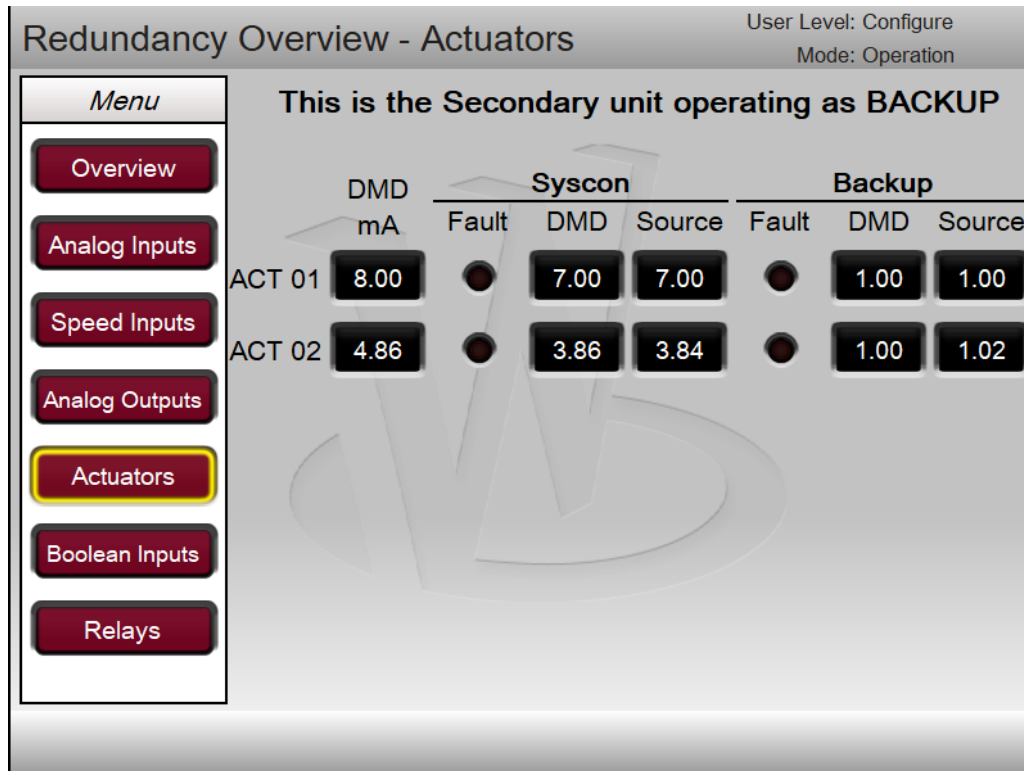 Redundancy Overview - Actuators
User Level: Configure
Mode: Operation
Menu
Overview
Analog Inputs
Speed Inputs
Analog Outputs
Actuators
Boolean Inputs
Relays
This is the Secondary unit operating as BACKUP
DMD Syscon Backup
mA Fault DMD Source Fault DMD Source
ACT 01 8.00 7.00 7.00 1.00 1.00
ACT 02 4.86 3.86 3.84 1.00 1.02